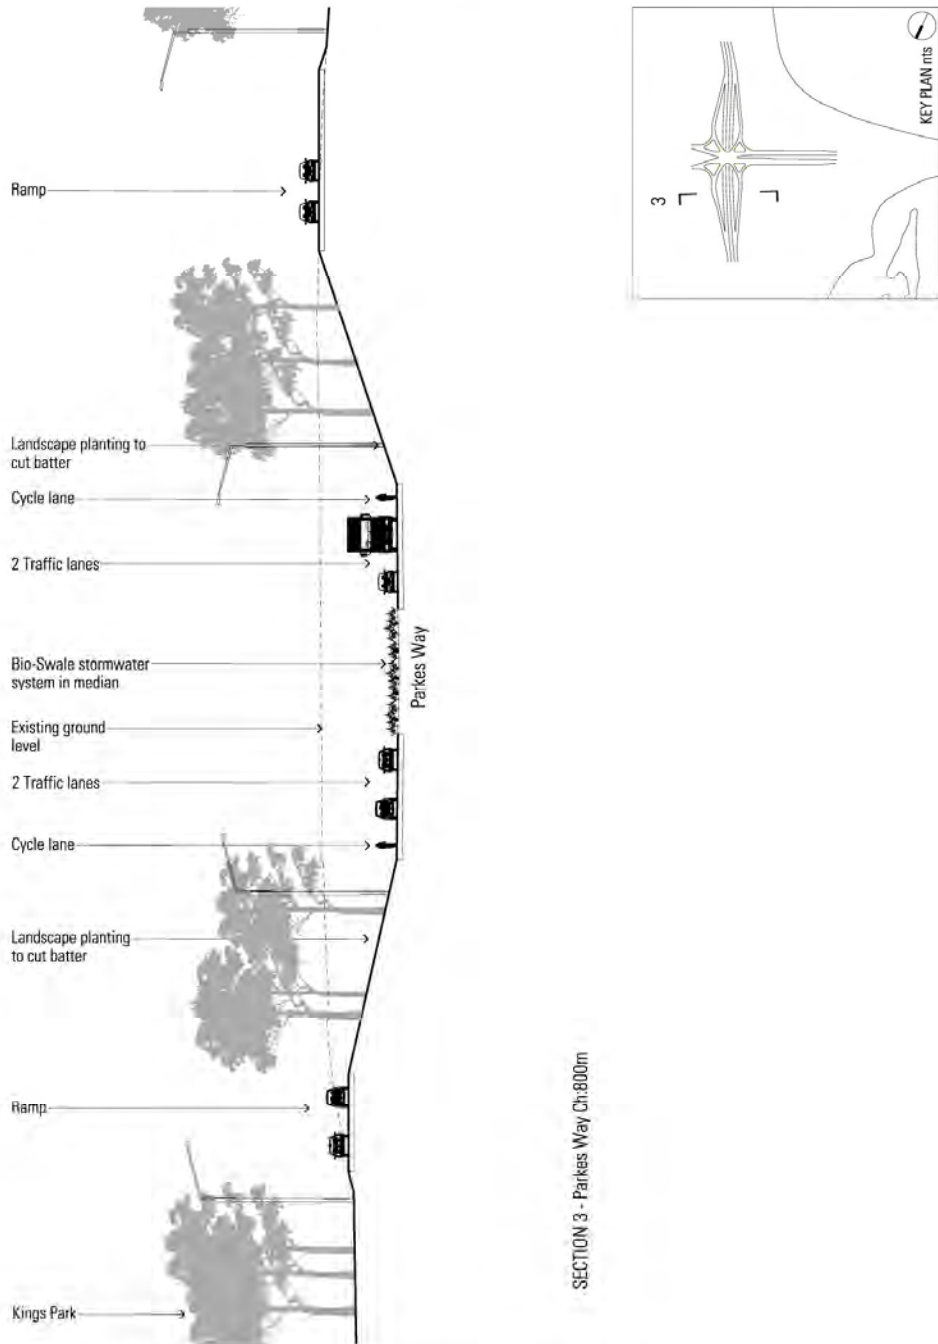 Ramp
Landscape planting to
cut batter
Cycle lane
2 Traffic lanes
Bio-Swale stormwater
system in median
Existing ground
level
2 Traffic lanes
Cycle lane
Landscape planting
to cut batter
Ramp
Kings Park
Parkes Way
SECTION 3 - Parkes Way Ch:800m
3
KEY PLAN nts